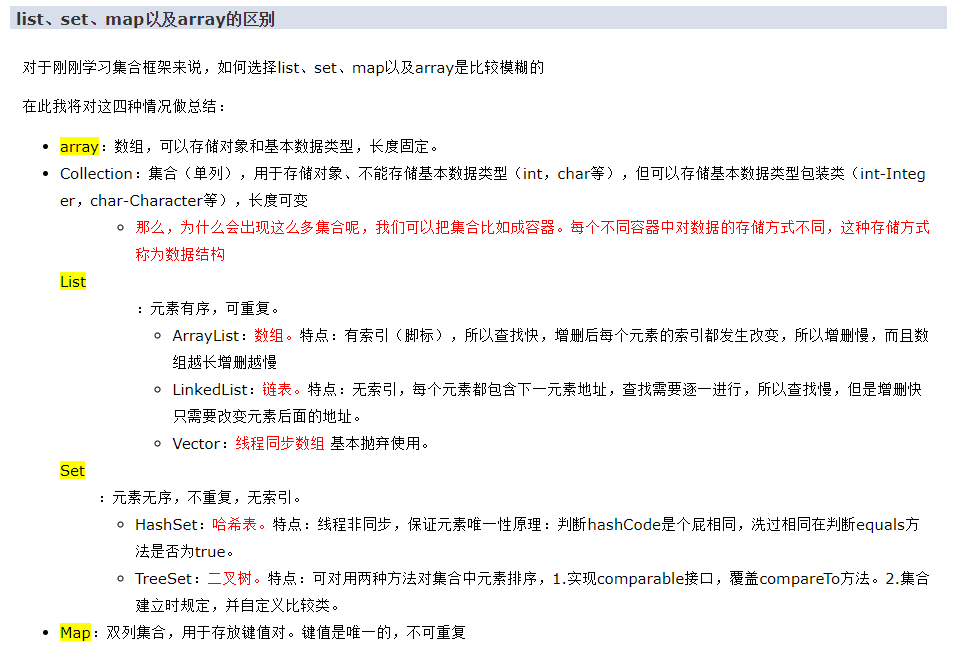 list、set、map以及array的区别
对于刚刚学习集合框架来说，如何选择list、set、map以及array是比较模糊的
在此我将对这四种情况做总结：
array：数组，可以存储对象和基本数据类型，长度固定。
Collection：集合（单列），用于存储对象、不能存储基本数据类型（int，char等），但可以存储基本数据类型包装类（int-Integ
er，char-Character等），长度可变
那么，为什么会出现这么多集合呢，我们可以把集合比如成容器。每个不同容器中对数据的存储方式不同，这种存储方式
称为数据结构
List
：元素有序，可重复。
ArrayList：数组。特点：有索引（脚标），所以查找快，增删后每个元素的索引都发生改变，所以增删慢，而且数
组越长增删越慢
LinkedList：链表。特点：无索引，每个元素都包含下一元素地址，查找需要逐一进行，所以查找慢，但是增删快
只需要改变元素后面的地址。
Vector：线程同步数组 基本抛弃使用。
Set
：元素无序，不重复，无索引。
HashSet：哈希表。特点：线程非同步，保证元素唯一性原理：判断hashCode是个屁相同，洗过相同在判断equals方
法是否为true。
TreeSet：二叉树。特点：可对用两种方法对集合中元素排序，1.实现comparable接口，覆盖compareTo方法。2.集合
建立时规定，并自定义比较类。
Map：双列集合，用于存放键值对。键值是唯一的，不可重复